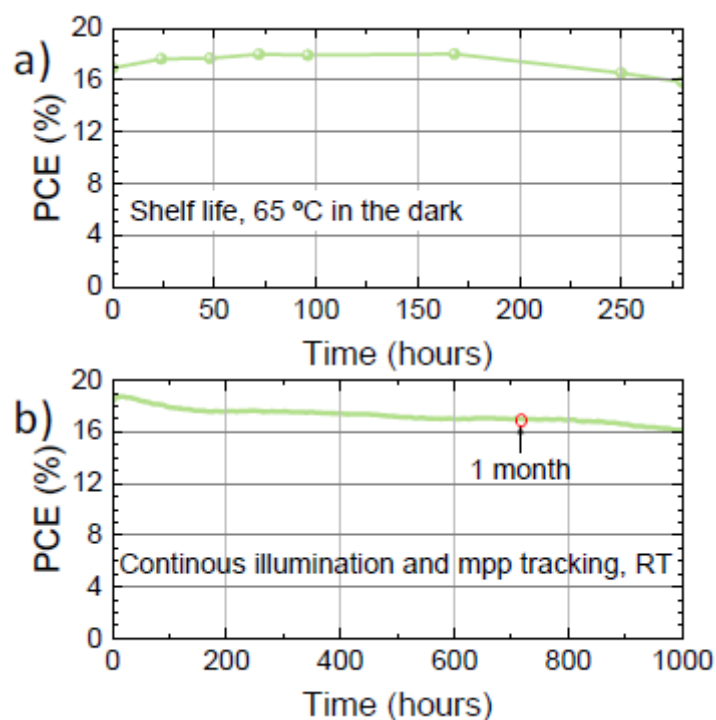 a)
PCE (%)
20
16
12
8
4
0
Shelf life, 65 ºC in the dark
0 50 100 150 200 250
Time (hours)
b)
PCE (%)
20
16
12
8
4
0
1 month
Continous illumination and mpp tracking, RT
0 200 400 600 800 1000
Time (hours)